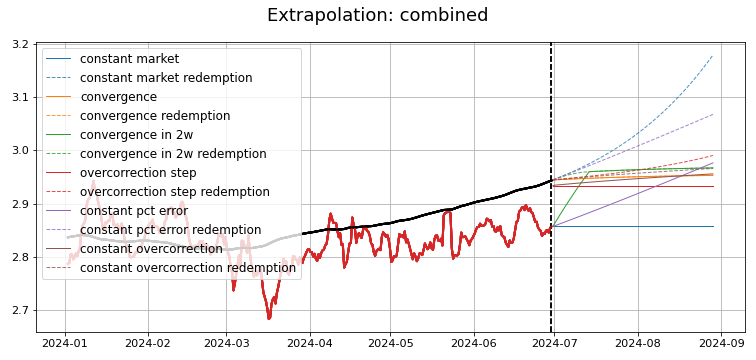 Extrapolation: combined
3.2
3.1
3.0
2.9
2.8
2.7
constant market
constant market redemption
convergence
convergence redemption
convergence in 2w
convergence in 2w redemption
overcorrection step
overcorrection step redemption
constant pct error
constant pct error redemption
constant overcorrection
constant overcorrection redemption
2024-01
2024-02
2024-03
2024-04
2024-05
2024-06
2024-07
2024-08
2024-09